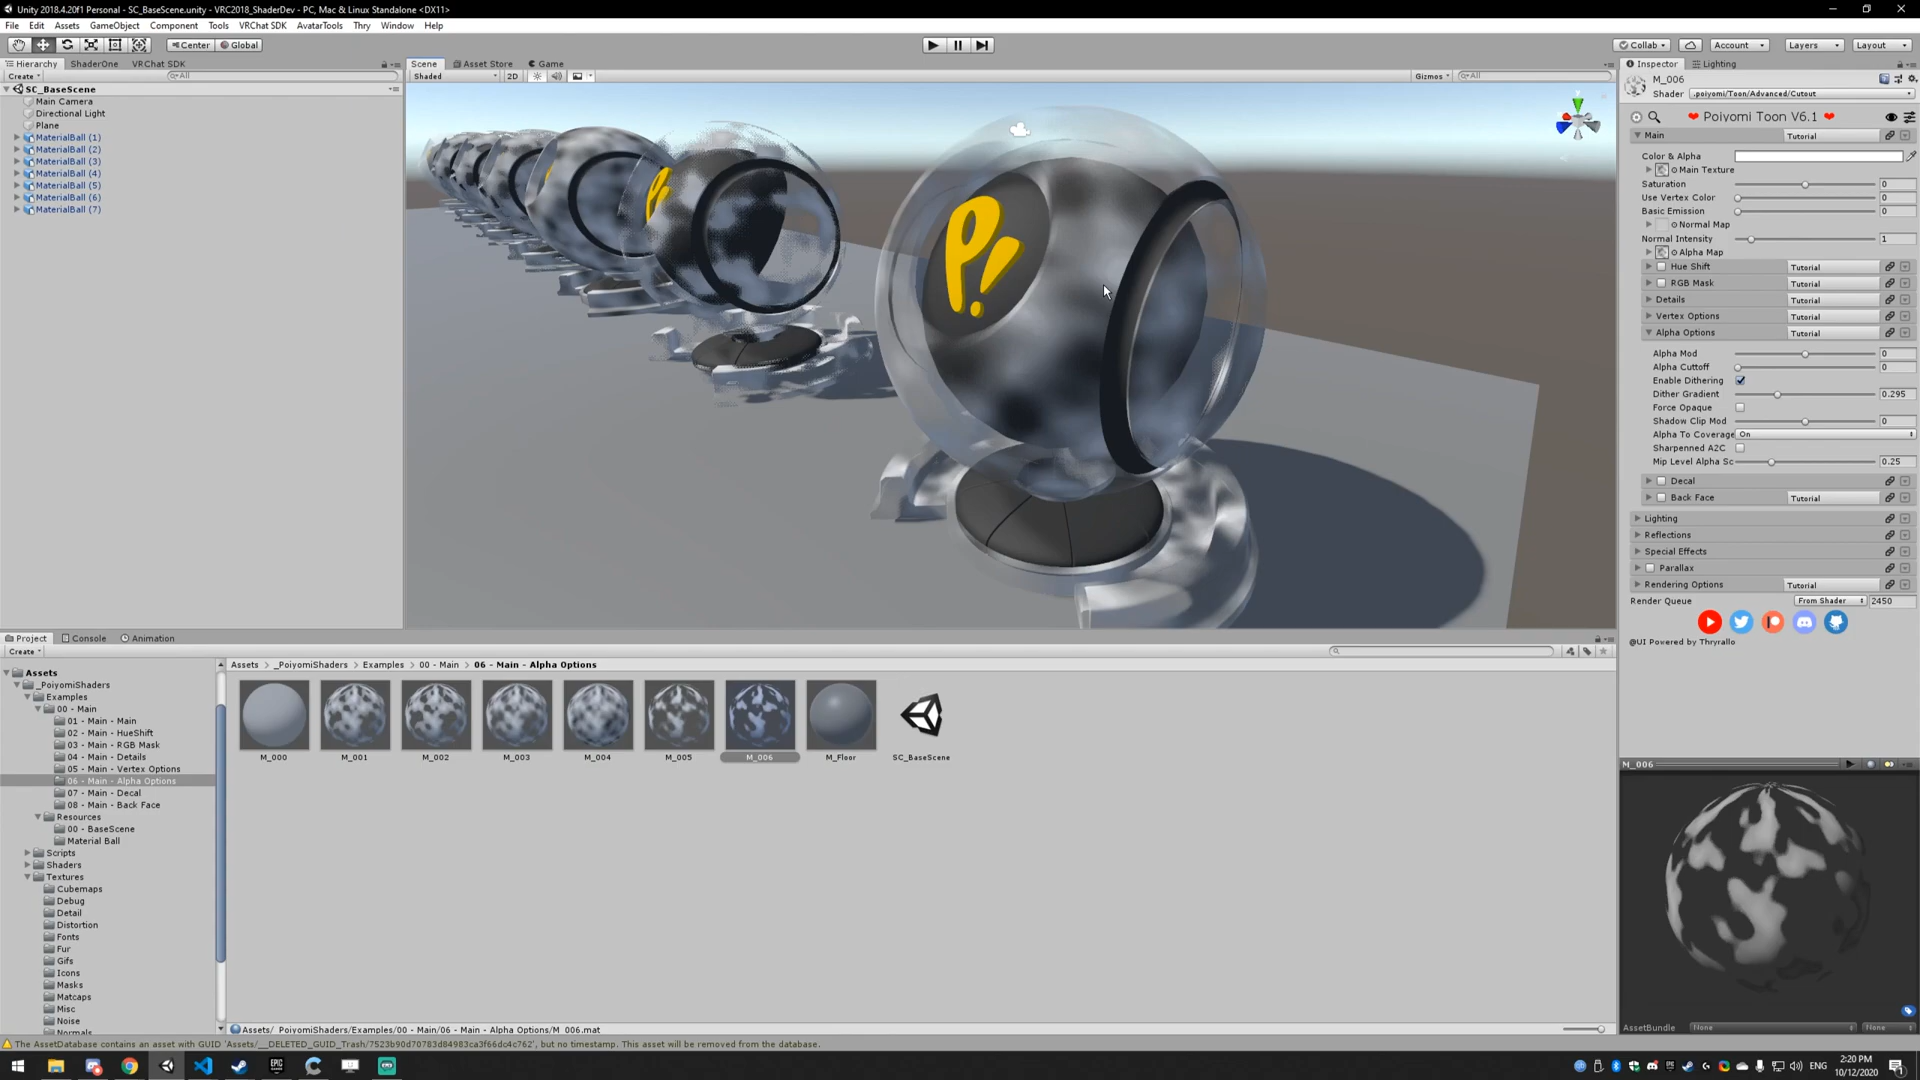 Unity 2018.4.20f1 Personal - SC_BaseScene.unity - VRC2018_ShaderDev - PC, Mac & Linux Standalone <DX11>
File Edit Assets GameObject Component Tools VRChat SDK AvatarTools Thry Window Help
Center Global
Collab Account Layers Layout
Hierarchy ShaderOne VRChat SDK
Create All
SC_BaseScene
Main Camera
Directional Light
Plane
MaterialBall (1)
MaterialBall (2)
MaterialBall (3)
MaterialBall (4)
MaterialBall (5)
MaterialBall (6)
MaterialBall (7)
Scene Asset Store Game
Shaded 2D Gizmos All
P!
Inspector Lighting
M_006
Shader .poiyomi/Toon/Advanced/Cutout
Poiyomi Toon V6.1
Main Tutorial
Color & Alpha
Main Texture
Saturation 0
Use Vertex Color 0
Basic Emission 0
Normal Map
Normal Intensity 1
Alpha Map
Hue Shift Tutorial
RGB Mask Tutorial
Details Tutorial
Vertex Options Tutorial
Alpha Options Tutorial
Alpha Mod 0
Alpha Cuttoff 0
Enable Dithering
Dither Gradient 0.295
Force Opaque
Shadow Clip Mod 0
Alpha To Coverage On
Sharpenned A2C
Mip Level Alpha Sc 0.25
Decal
Back Face Tutorial
Lighting
Reflections
Special Effects
Parallax
Rendering Options Tutorial
Render Queue From Shader 2450
@UI Powered by Thryrallo
Project Console Animation
Create
Assets
_PoiyomiShaders
Examples
00 - Main
01 - Main - Main
02 - Main - HueShift
03 - Main - RGB Mask
04 - Main - Details
05 - Main - Vertex Options
06 - Main - Alpha Options
07 - Main - Decal
08 - Main - Back Face
Resources
00 - BaseScene
Material Ball
Scripts
Shaders
Textures
Cubemaps
Debug
Detail
Distortion
Fonts
Fur
Gifs
Icons
Masks
Matcaps
Misc
Noise
Normals
Assets _PoiyomiShaders Examples 00 - Main 06 - Main - Alpha Options
M_000 M_001 M_002 M_003 M_004 M_005 M_006 M_Floor SC_BaseScene
Assets/_PoiyomiShaders/Examples/00 - Main/06 - Main - Alpha Options/M_006.mat
M_006
AssetBundle None None
The AssetDatabase contains an asset with GUID 'Assets/__DELETED_GUID_Trash/7523b90d70783d84983ca3f66dc4c762', but no timestamp. This asset will be removed from the database.
EPIC
ENG
2:20 PM
10/12/2020